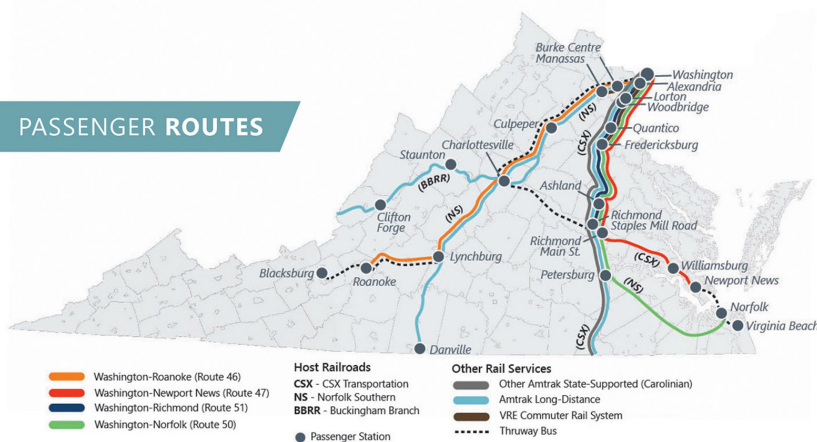 PASSENGER ROUTES
Burke Centre
Manassas
Washington
Alexandria
Lorton
Woodbridge
(NS)
Culpeper
Quantico
(CSX)
Fredericksburg
Charlottesville
Staunton
(BBRR)
Ashland
Clifton
Forge
(NS)
Richmond
Staples Mill Road
Richmond
Main St.
Lynchburg
(CSX)
Williamsburg
Blacksburg
Roanoke
Petersburg
(NS)
Newport News
Norfolk
Virginia Beach
(CSX)
Danville
Washington-Roanoke (Route 46)
Washington-Newport News (Route 47)
Washington-Richmond (Route 51)
Washington-Norfolk (Route 50)
Host Railroads
CSX - CSX Transportation
NS - Norfolk Southern
BBRR - Buckingham Branch
Passenger Station
Other Rail Services
Other Amtrak State-Supported (Carolinian)
Amtrak Long-Distance
VRE Commuter Rail System
Thruway Bus